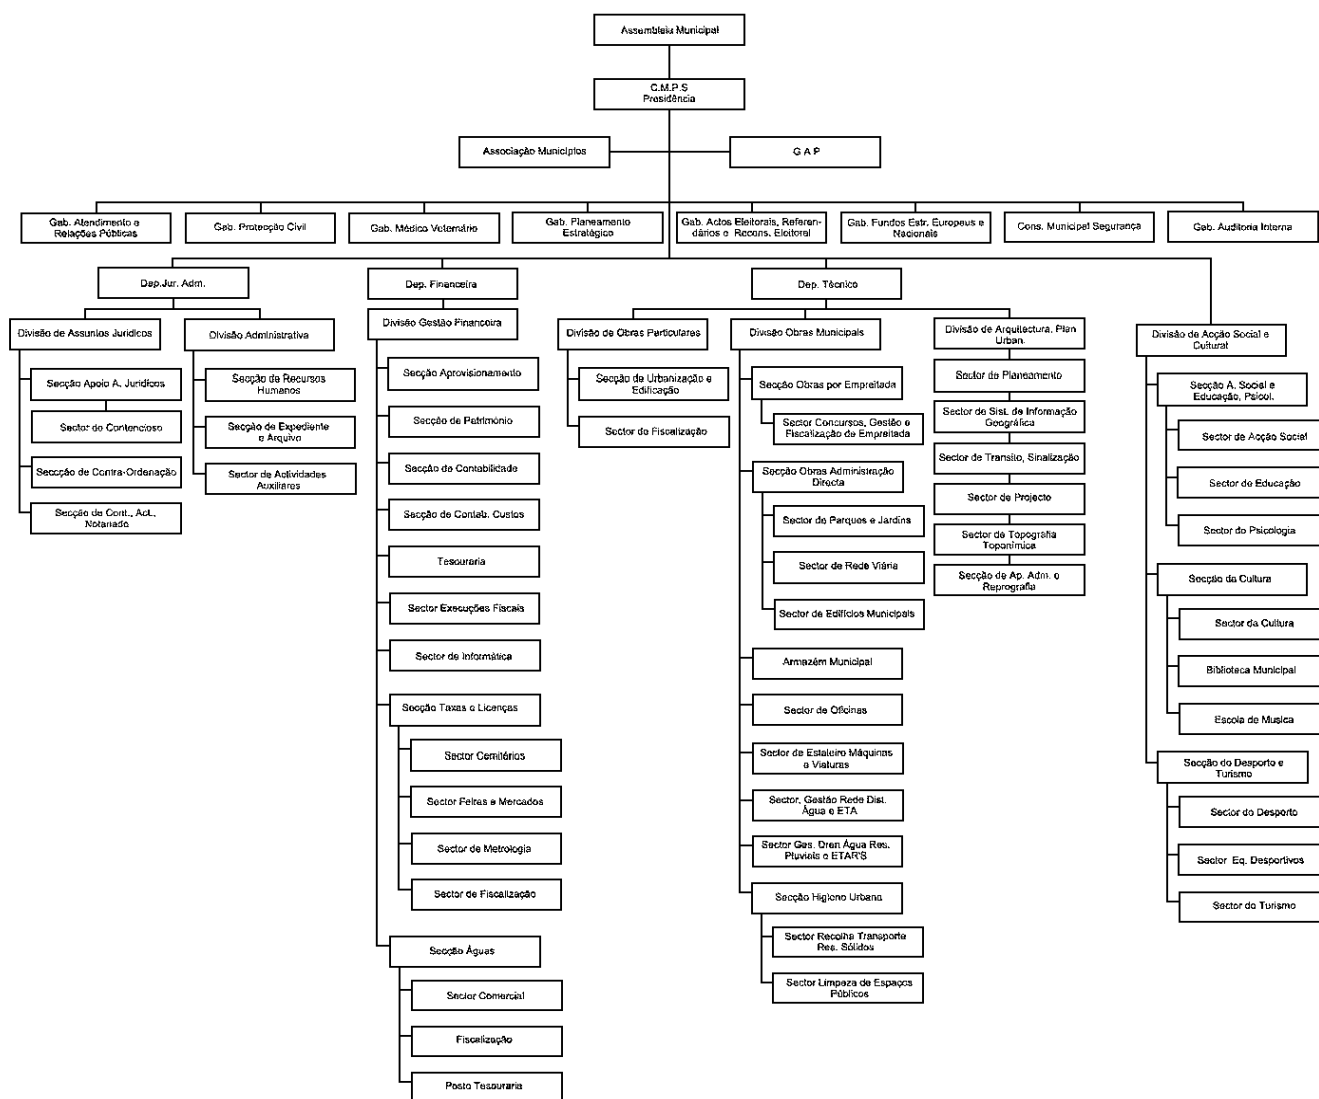 Assembleia Municipal
C.M.P.S
Presidência
Associação Municípios
G A P
Gab. Atendimento e
Relações Públicas
Gab. Protecção Civil
Gab. Médico Veternário
Gab. Planeamento
Estratégico
Gab. Actos Eleitorais, Referen-
dários e Recons. Eleitoral
Gab. Fundos Estr. Europeus e
Nacionais
Cons. Municipal Segurança
Gab. Auditoria Interna
Dep.Jur. Adm.
Dep. Financeira
Dep. Técnico
Divisão de Assuntos Jurídicos
Divisão Administrativa
Divisão Gestão Financeira
Divisão de Obras Particulares
Divisão Obras Municipais
Divisão de Arquitectura, Plan
Urban.
Divisão de Acção Social e
Cultural
Secção Apoio A. Jurídicos
Sector do Contencioso
Seccção de Contra-Ordenação
Secção de Cont., Act.,
Notariado
Secção de Recursos
Humanos
Secção de Expediente
e Arquivo
Sector de Actividades
Auxiliares
Secção Aprovisionamento
Secção de Património
Secção de Contabilidade
Secção de Contab. Custos
Tesouraria
Sector Execuções Fiscais
Sector de Informática
Secção Taxas e Licenças
Sector Cemitérios
Sector Feiras e Mercados
Sector de Metrologia
Sector de Fiscalização
Secção Águas
Sector Comercial
Fiscalização
Posto Tesouraria
Secção de Urbanização e
Edificação
Sector de Fiscalização
Secção Obras por Empreitada
Sector Concursos, Gestão e
Fiscalização de Empreitada
Secção Obras Administração
Directa
Sector de Parques e Jardins
Sector de Rede Viária
Sector de Edifícios Municipais
Armazém Municipal
Sector de Oficinas
Sector de Estaleiro Máquinas
e Viaturas
Sector, Gestão Rede Dist.
Água e ETA
Sector Ges. Dren Água Res.
Pluviais e ETAR'S
Secção Higiene Urbana
Sector Recolha Transporte
Res. Sólidos
Sector Limpeza de Espaços
Públicos
Sector de Planeamento
Sector de Sist. de Informação
Geográfica
Sector de Transito, Sinalização
Sector de Projecto
Sector de Topografia
Toponímica
Secção de Ap. Adm. e
Reprografia
Secção A. Social e
Educação, Psicol.
Sector de Acção Social
Sector de Educação
Sector do Psicologia
Secção da Cultura
Sector da Cultura
Biblioteca Municipal
Escola de Musica
Secção do Desporto e
Turismo
Sector do Desporto
Sector Eq. Desportivos
Sector do Turismo